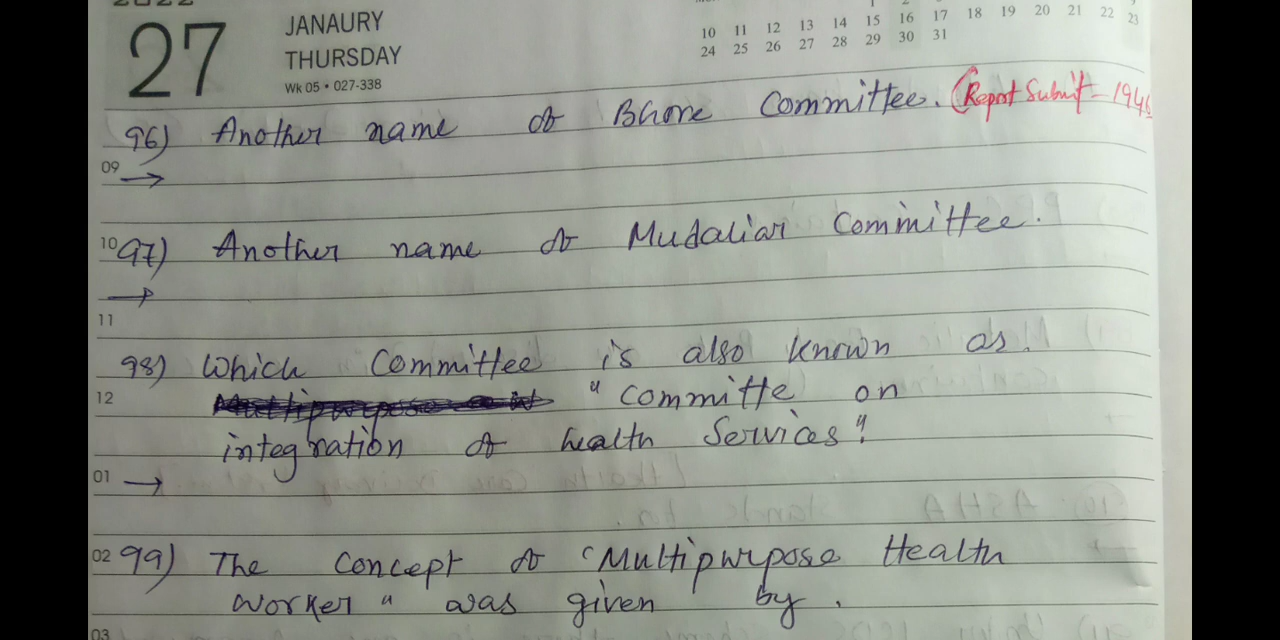 27
JANAURY
THURSDAY
Wk 05 • 027-338
10 11 12 13 14 15 16 17 18 19 20 21 22 23
24 25 26 27 28 29 30 31
96) Another name of Bhore Committee. (Report Submit - 1946
09 →
1097) Another name of Mudaliar Committee.
→
11
98) Which Committee is also known as.
12 "Committe on
integration of health Services"
01 →
02 99) The Concept of "Multipurpose Health
Worker" was given by.
03